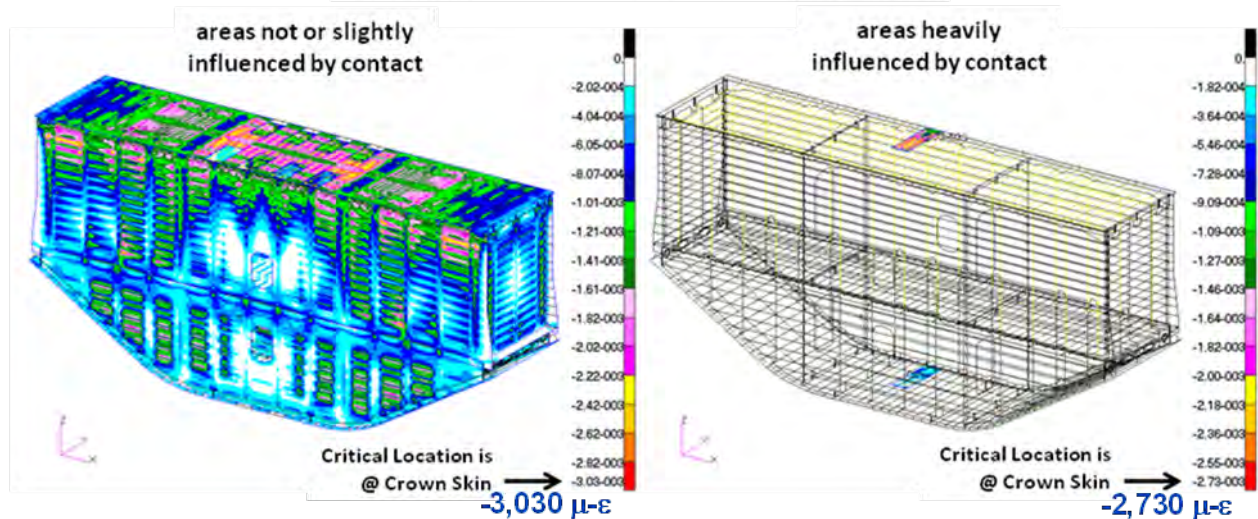 areas not or slightly
influenced by contact
0.
-2.02-004
-4.04-004
-6.05-004
-8.07-004
-1.01-003
-1.21-003
-1.41-003
-1.61-003
-1.82-003
-2.02-003
-2.22-003
-2.42-003
-2.62-003
-2.82-003
-3.03-003
Z
Y
X
Critical Location is
@ Crown Skin
-3,030 μ-ε
areas heavily
influenced by contact
0.
-1.82-004
-3.64-004
-5.46-004
-7.28-004
-9.09-004
-1.09-003
-1.27-003
-1.46-003
-1.64-003
-1.82-003
-2.00-003
-2.18-003
-2.36-003
-2.55-003
-2.73-003
Z
Y
X
Critical Location is
@ Crown Skin
-2,730 μ-ε